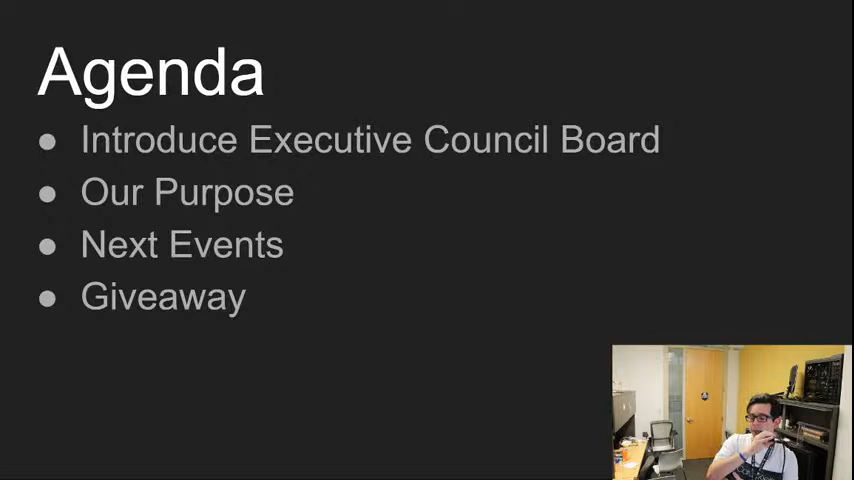 Agenda
● Introduce Executive Council Board
● Our Purpose
● Next Events
● Giveaway